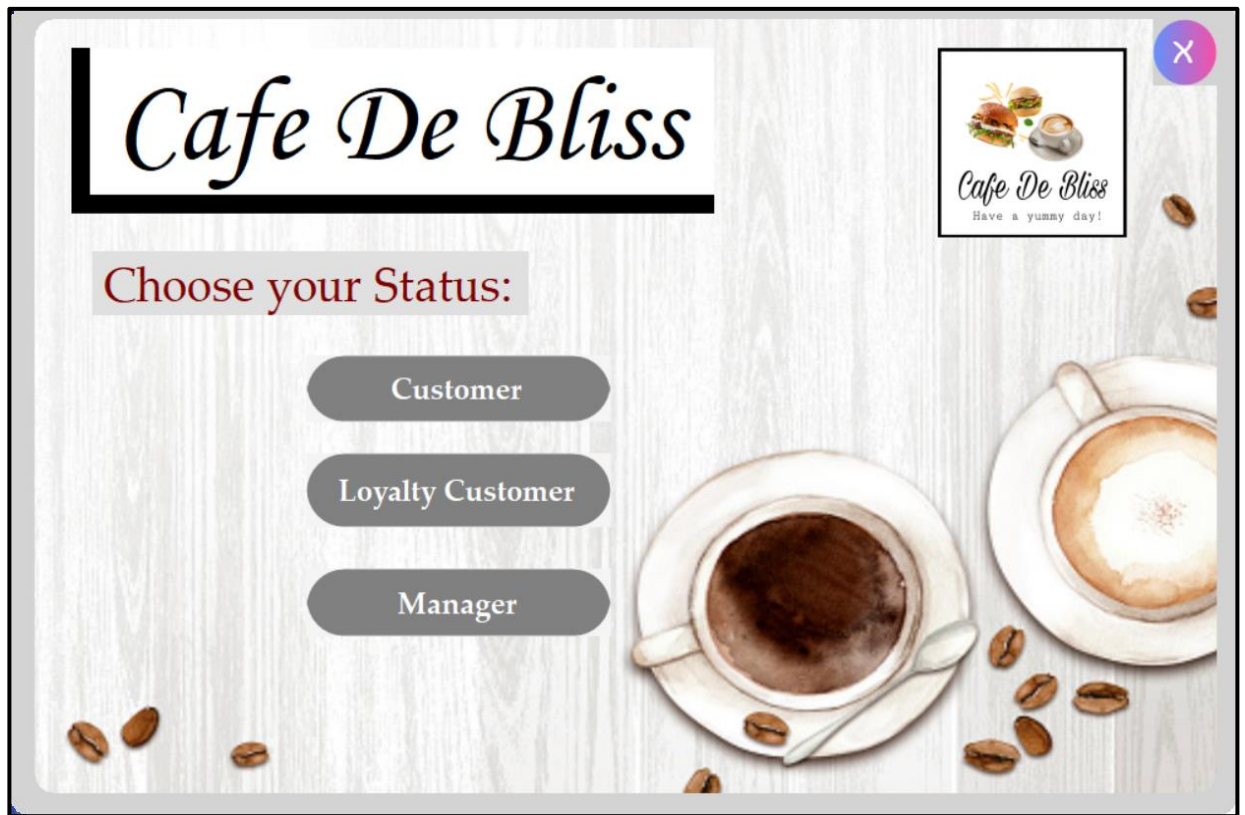 Cafe De Bliss
X
Cafe De Bliss
Have a yummy day!
Choose your Status:
Customer
Loyalty Customer
Manager